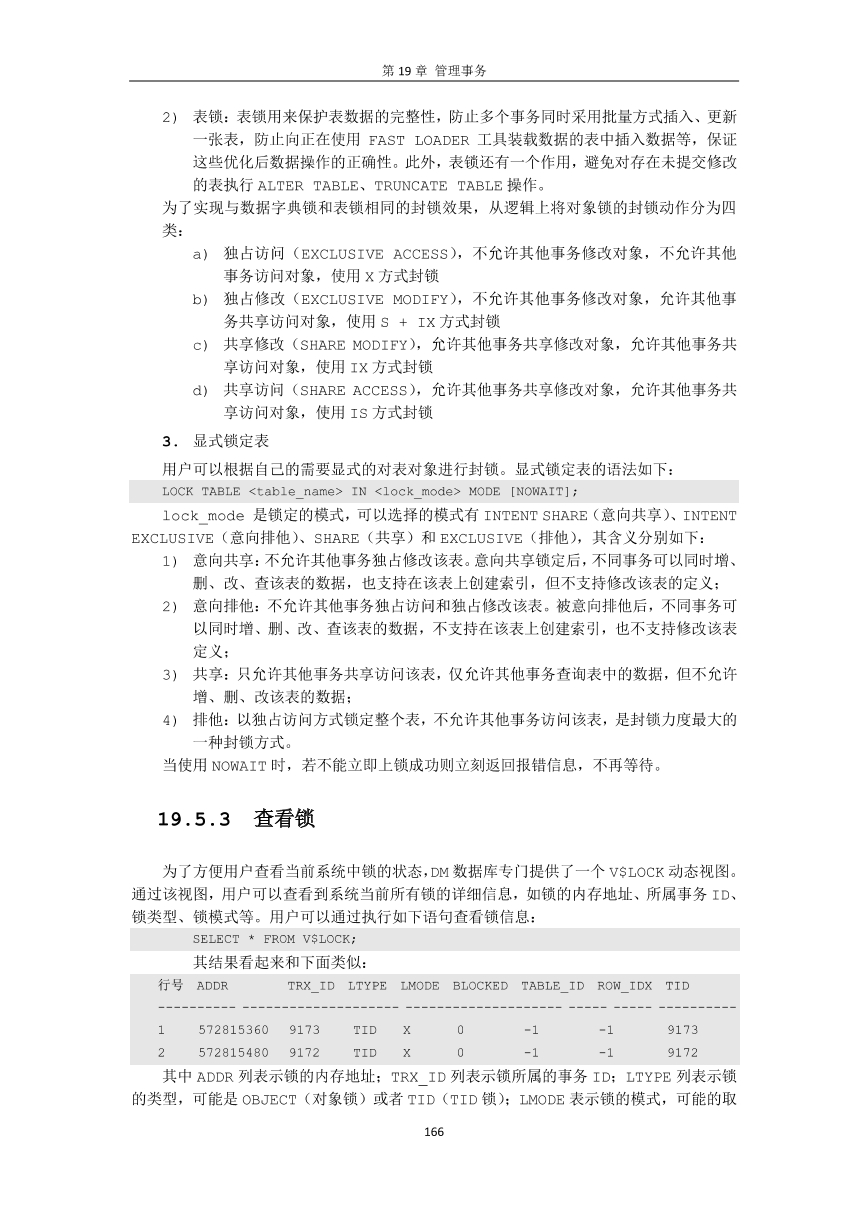 第 19 章 管理事务
2) 表锁：表锁用来保护表数据的完整性，防止多个事务同时采用批量方式插入、更新
一张表，防止向正在使用 FAST LOADER 工具装载数据的表中插入数据等，保证
这些优化后数据操作的正确性。此外，表锁还有一个作用，避免对存在未提交修改
的表执行 ALTER TABLE、TRUNCATE TABLE 操作。
为了实现与数据字典锁和表锁相同的封锁效果，从逻辑上将对象锁的封锁动作分为四
类：
a) 独占访问（EXCLUSIVE ACCESS），不允许其他事务修改对象，不允许其他
事务访问对象，使用 X 方式封锁
b) 独占修改（EXCLUSIVE MODIFY），不允许其他事务修改对象，允许其他事
务共享访问对象，使用 S + IX 方式封锁
c) 共享修改（SHARE MODIFY），允许其他事务共享修改对象，允许其他事务共
享访问对象，使用 IX 方式封锁
d) 共享访问（SHARE ACCESS），允许其他事务共享修改对象，允许其他事务共
享访问对象，使用 IS 方式封锁
3. 显式锁定表
用户可以根据自己的需要显式的对表对象进行封锁。显式锁定表的语法如下：
LOCK TABLE <table_name> IN <lock_mode> MODE [NOWAIT];
lock_mode 是锁定的模式，可以选择的模式有 INTENT SHARE（意向共享）、INTENT
EXCLUSIVE（意向排他）、SHARE（共享）和 EXCLUSIVE（排他），其含义分别如下：
1) 意向共享：不允许其他事务独占修改该表。意向共享锁定后，不同事务可以同时增、
删、改、查该表的数据，也支持在该表上创建索引，但不支持修改该表的定义；
2) 意向排他：不允许其他事务独占访问和独占修改该表。被意向排他后，不同事务可
以同时增、删、改、查该表的数据，不支持在该表上创建索引，也不支持修改该表
定义；
3) 共享：只允许其他事务共享访问该表，仅允许其他事务查询表中的数据，但不允许
增、删、改该表的数据；
4) 排他：以独占访问方式锁定整个表，不允许其他事务访问该表，是封锁力度最大的
一种封锁方式。
当使用 NOWAIT 时，若不能立即上锁成功则立刻返回报错信息，不再等待。
19.5.3 查看锁
为了方便用户查看当前系统中锁的状态，DM 数据库专门提供了一个 V$LOCK 动态视图。
通过该视图，用户可以查看到系统当前所有锁的详细信息，如锁的内存地址、所属事务 ID、
锁类型、锁模式等。用户可以通过执行如下语句查看锁信息：
SELECT * FROM V$LOCK;
其结果看起来和下面类似：
行号 ADDR TRX_ID LTYPE LMODE BLOCKED TABLE_ID ROW_IDX TID
---------- -------------------- -------------------- ----- ----- ----------
1 572815360 9173 TID X 0 -1 -1 9173
2 572815480 9172 TID X 0 -1 -1 9172
其中 ADDR 列表示锁的内存地址；TRX_ID 列表示锁所属的事务 ID；LTYPE 列表示锁
的类型，可能是 OBJECT（对象锁）或者 TID（TID 锁）；LMODE 表示锁的模式，可能的取
166